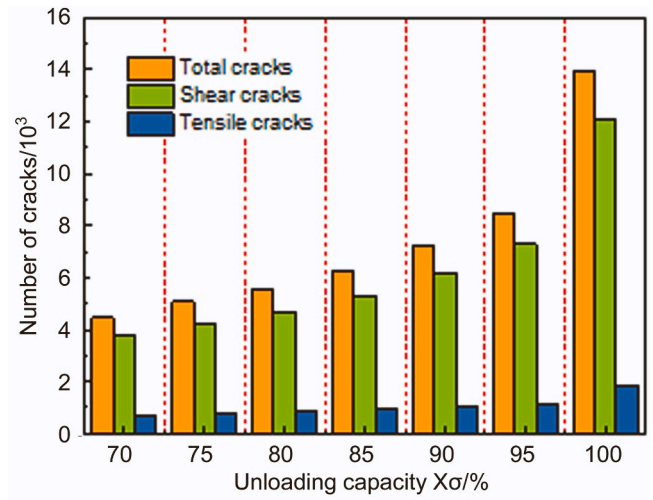 Number of cracks/10³
16
14
12
10
8
6
4
2
0
Total cracks
Shear cracks
Tensile cracks
70 75 80 85 90 95 100
Unloading capacity Xσ/%